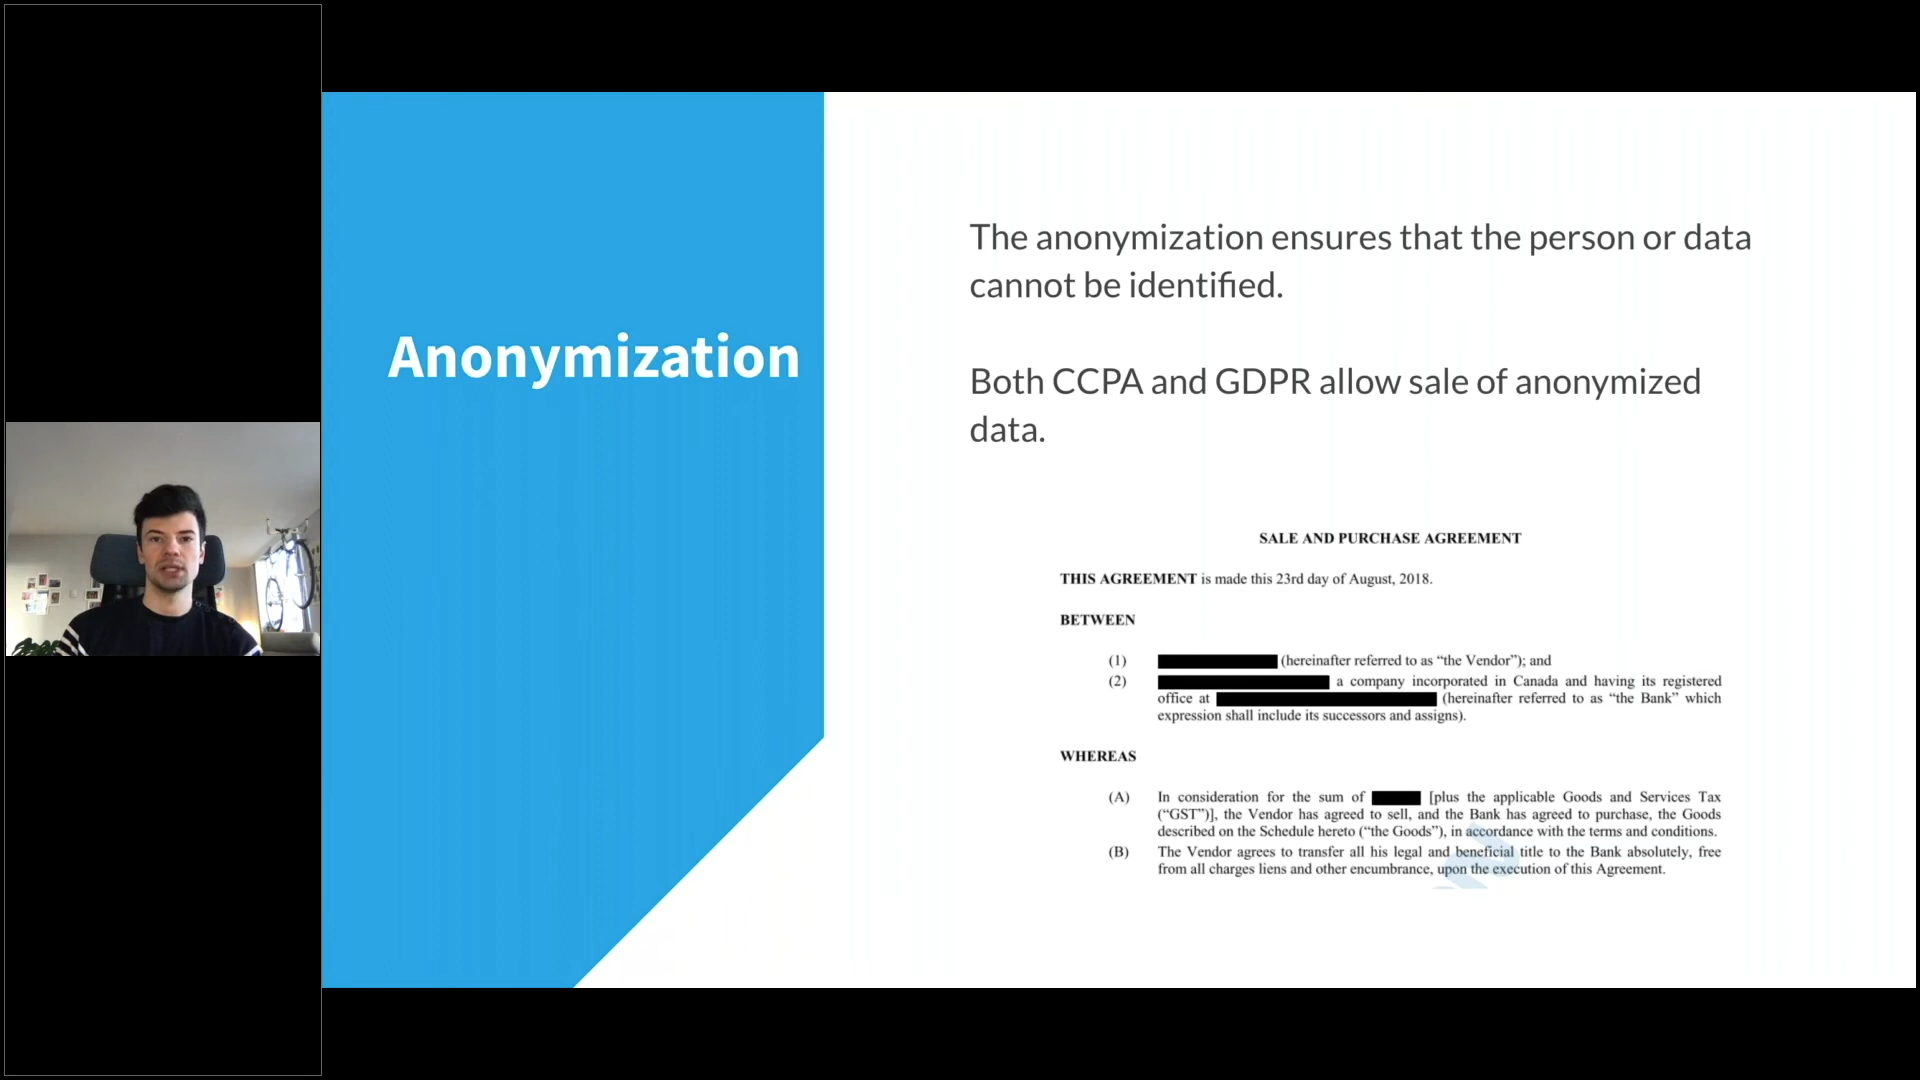 Anonymization
The anonymization ensures that the person or data
cannot be identified.
Both CCPA and GDPR allow sale of anonymized
data.
SALE AND PURCHASE AGREEMENT
THIS AGREEMENT is made this 23rd day of August, 2018.
BETWEEN
(1) (hereinafter referred to as “the Vendor”); and
(2) a company incorporated in Canada and having its registered
office at (hereinafter referred to as “the Bank” which
expression shall include its successors and assigns).
WHEREAS
(A) In consideration for the sum of [plus the applicable Goods and Services Tax
(“GST”)], the Vendor has agreed to sell, and the Bank has agreed to purchase, the Goods
described on the Schedule hereto (“the Goods”), in accordance with the terms and conditions.
(B) The Vendor agrees to transfer all his legal and beneficial title to the Bank absolutely, free
from all charges liens and other encumbrance, upon the execution of this Agreement.